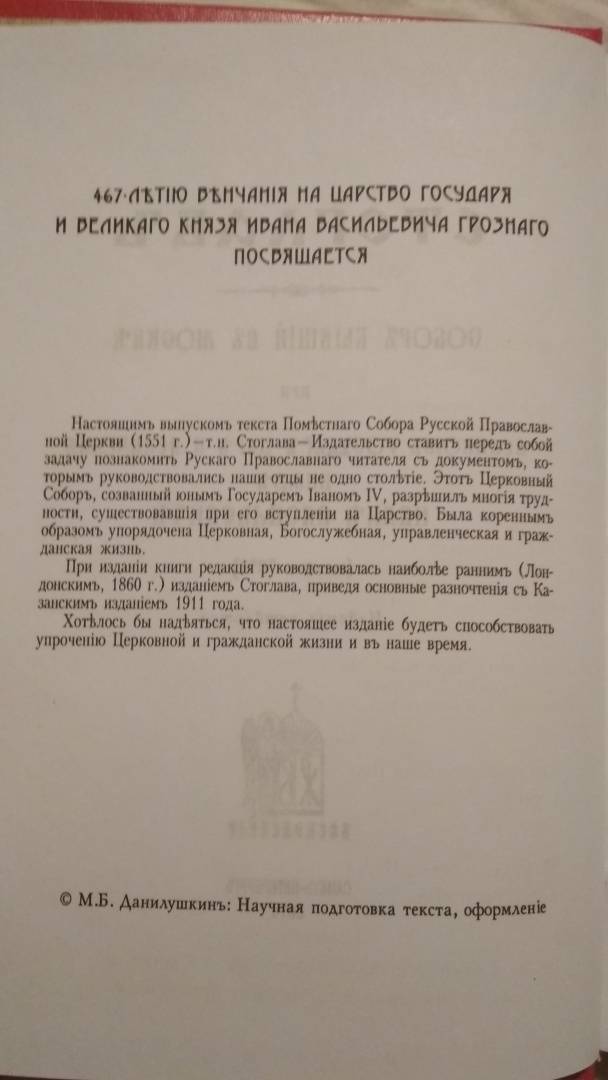 467-ЛѢТІЮ ВѢНЧАНІЯ НА ЦАРСТВО ГОСУДАРЯ
И ВЕЛИКАГО КНЯЗЯ ИВАНА ВАСИЛЬЕВИЧА ГРОЗНАГО
ПОСВЯЩАЕТСЯ
Настоящимъ выпускомъ текста Помѣстнаго Собора Русской Православ-
ной Церкви (1551 г.)—т.н. Стоглава—Издательство ставитъ передъ собой
задачу познакомить Рускаго Православнаго читателя съ документомъ, ко-
торымъ руководствовались наши отцы не одно столѣтіе. Этотъ Церковный
Соборъ, созванный юнымъ Государемъ Іваномъ IV, разрѣшилъ многія труд-
ности, существовавшія при его вступленіи на Царство. Была кореннымъ
образомъ упорядочена Церковная, Богослужебная, управленческая и граж-
данская жизнь.
При изданіи книги редакція руководствовалась наиболѣе раннимъ (Лон-
донскимъ, 1860 г.) изданіемъ Стоглава, приведя основные разночтенія съ Ка-
занскимъ изданіемъ 1911 года.
Хотѣлось бы надѣяться, что настоящее изданіе будетъ способствовать
упроченію Церковной и гражданской жизни и въ наше время.
© М.Б. Данилушкинъ: Научная подготовка текста, оформленіе